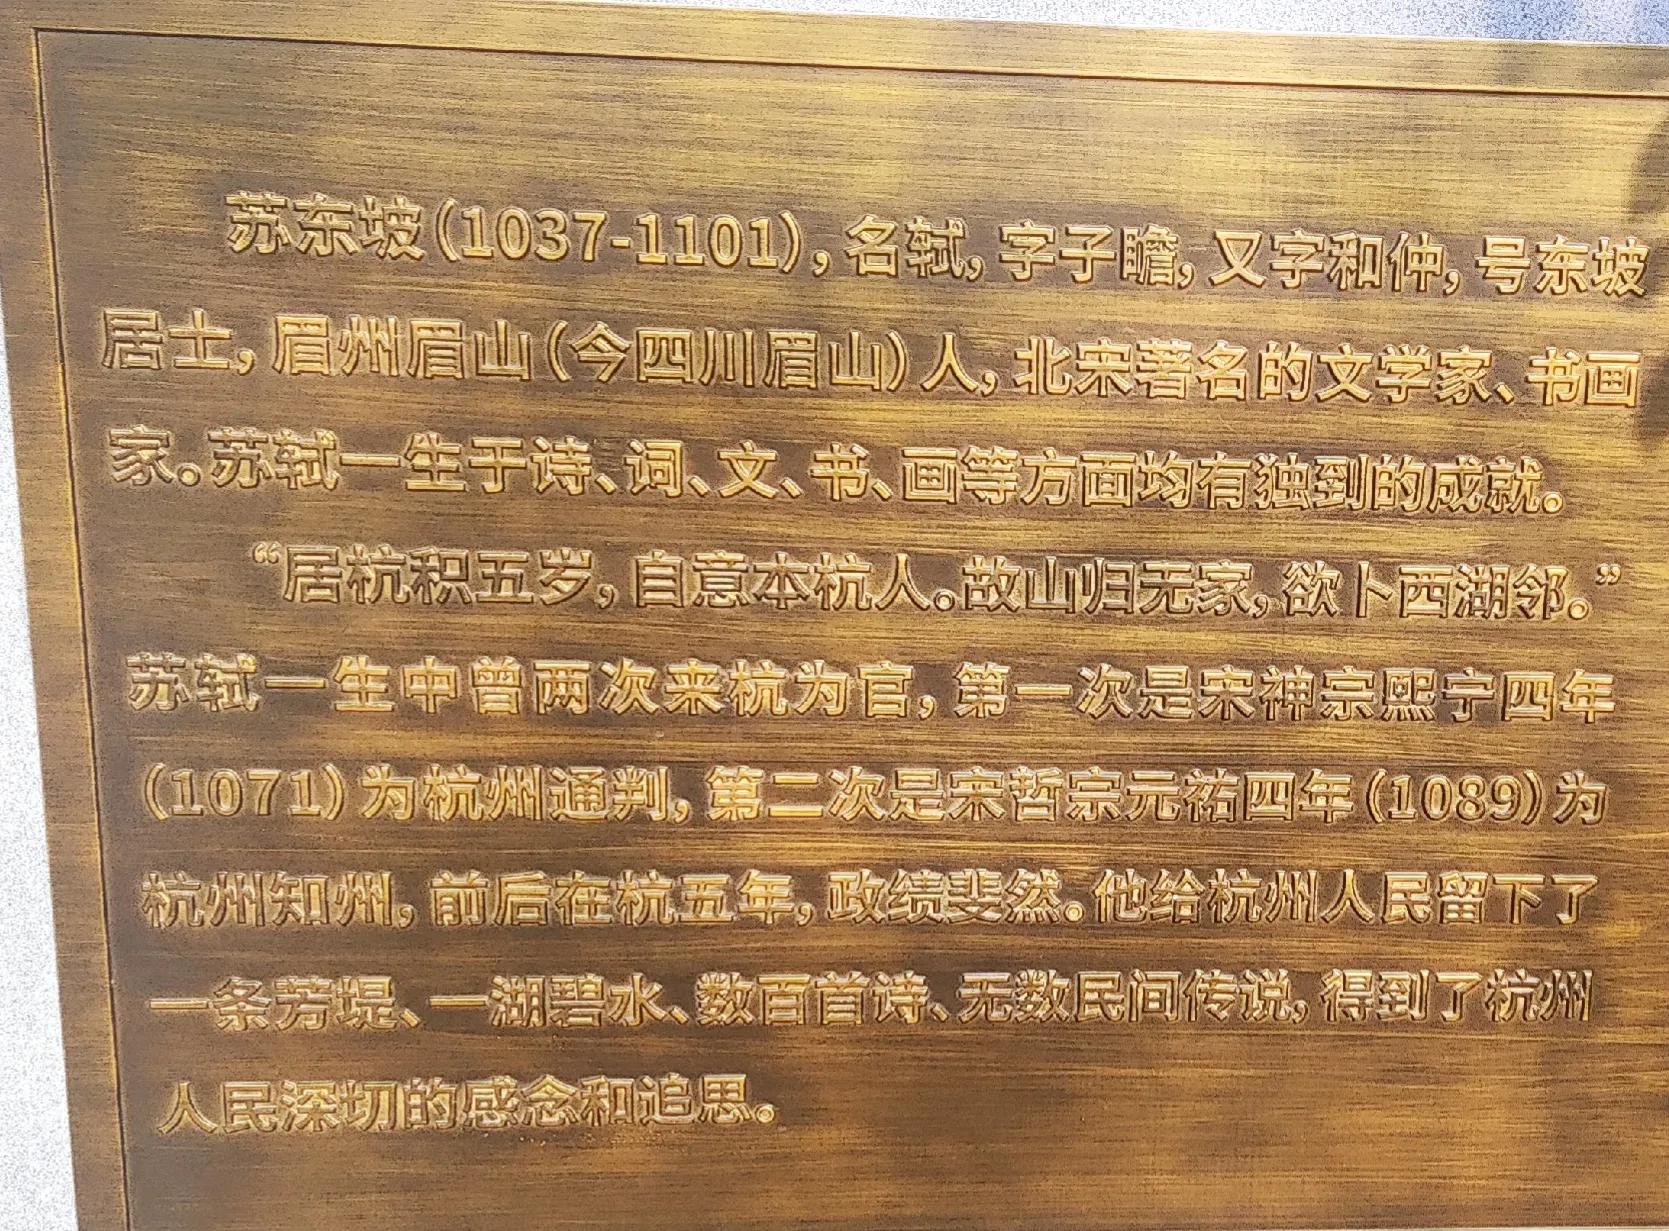 苏东坡(1037-1101),名轼,字子瞻,又字和仲,号东坡
居士,眉州眉山(今四川眉山)人,北宋著名的文学家、书画
家。苏轼一生于诗、词、文、书、画等方面均有独到的成就。
“居杭积五岁,自意本杭人。故山归无家,欲卜西湖邻。”
苏轼一生中曾两次来杭为官,第一次是宋神宗熙宁四年
(1071)为杭州通判,第二次是宋哲宗元祐四年(1089)为
杭州知州,前后在杭五年,政绩斐然。他给杭州人民留下了
一条芳堤、一湖碧水、数百首诗、无数民间传说,得到了杭州
人民深切的感念和追思。